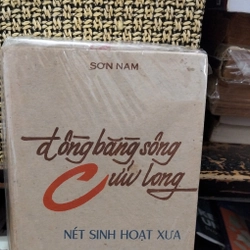 SƠN NAM
đồng bằng sông
Cửu long
NÉT SINH HOẠT XƯA